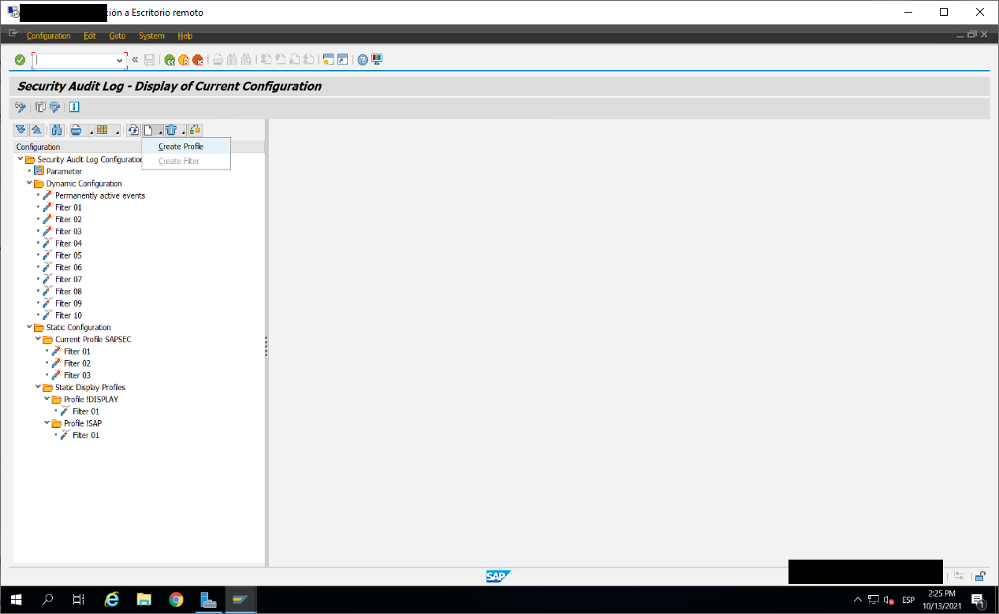 ión a Escritorio remoto
Configuration Edit Goto System Help
Security Audit Log - Display of Current Configuration
Create Profile
Create Filter
Configuration
Security Audit Log Configuration
Parameter
Dynamic Configuration
Permanently active events
Filter 01
Filter 02
Filter 03
Filter 04
Filter 05
Filter 06
Filter 07
Filter 08
Filter 09
Filter 10
Static Configuration
Current Profile SAPSEC
Filter 01
Filter 02
Filter 03
Static Display Profiles
Profile !DISPLAY
Filter 01
Profile !SAP
Filter 01
SAP
ESP
2:25 PM
10/13/2021
1